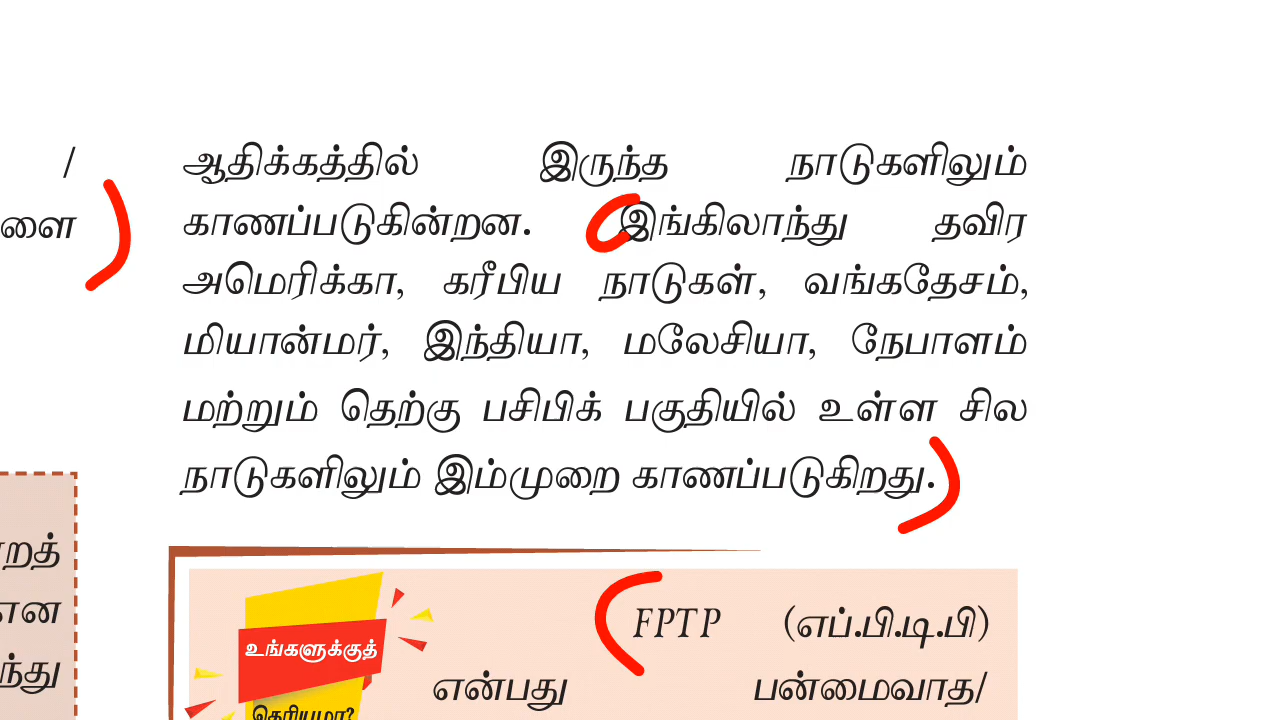 /
ளை
ஆதிக்கத்தில் இருந்த நாடுகளிலும்
காணப்படுகின்றன. இங்கிலாந்து தவிர
அமெரிக்கா, கரீபிய நாடுகள், வங்கதேசம்,
மியான்மர், இந்தியா, மலேசியா, நேபாளம்
மற்றும் தெற்கு பசிபிக் பகுதியில் உள்ள சில
நாடுகளிலும் இம்முறை காணப்படுகிறது.
றத்
ன
ந்து
உங்களுக்குத்
தெரியுமா?
FPTP (எப்.பி.டி.பி)
என்பது பன்மைவாத/